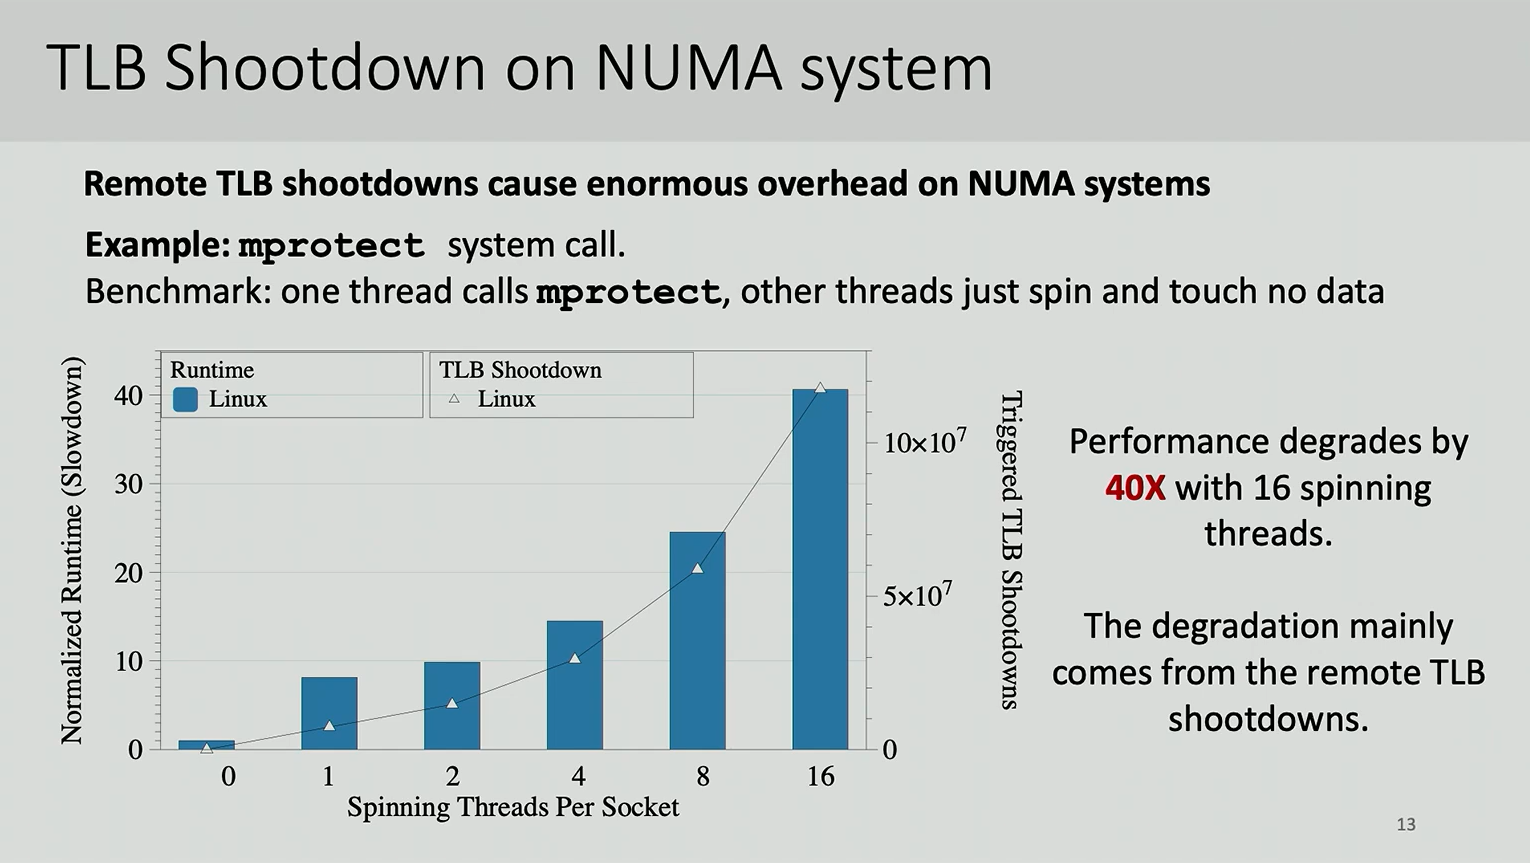 TLB Shootdown on NUMA system
Remote TLB shootdowns cause enormous overhead on NUMA systems
Example: mprotect system call.
Benchmark: one thread calls mprotect, other threads just spin and touch no data
Normalized Runtime (Slowdown)
40
30
20
10
0
Runtime
Linux
TLB Shootdown
Linux
10×10⁷
5×10⁷
0
Triggered TLB Shootdowns
0 1 2 4 8 16
Spinning Threads Per Socket
Performance degrades by
40X with 16 spinning
threads.
The degradation mainly
comes from the remote TLB
shootdowns.
13